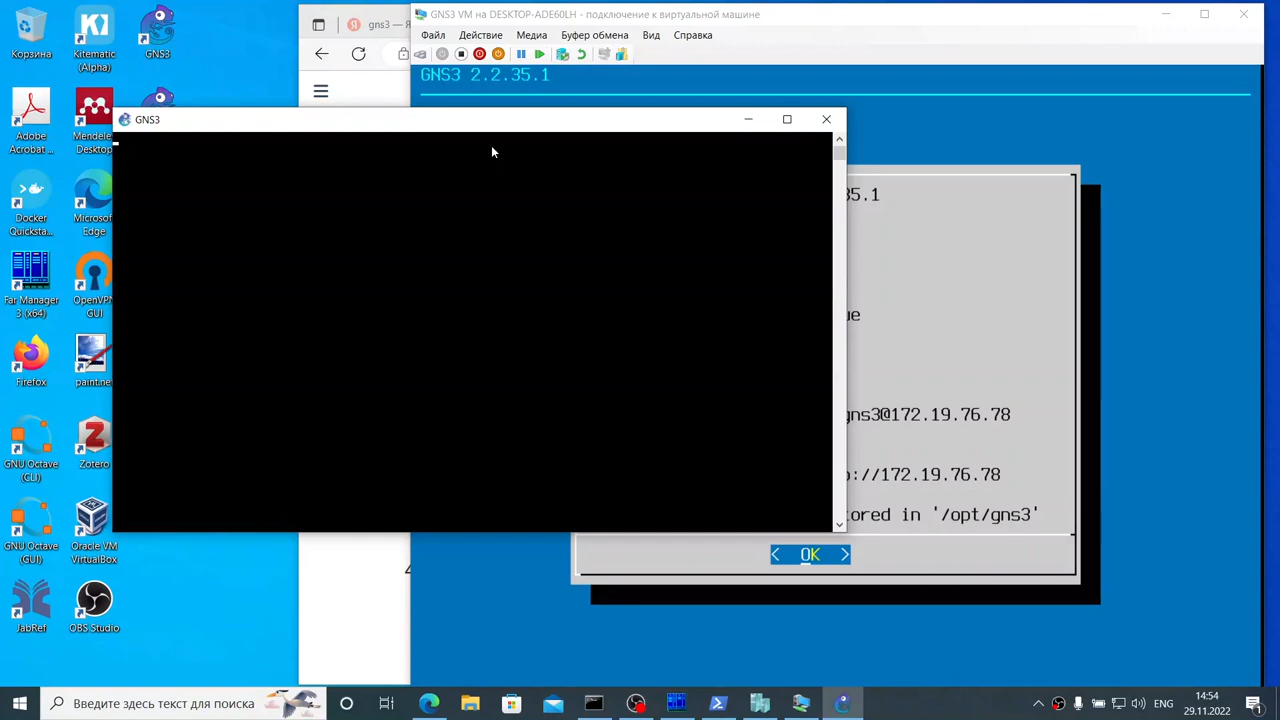 GNS3 VM на DESKTOP-ADE60LH - подключение к виртуальной машине
Файл Действие Медиа Буфер обмена Вид Справка
gns3 — Я
GNS3 2.2.35.1
GNS3
35.1
ue
gns3@172.19.76.78
p://172.19.76.78
tored in '/opt/gns3'
< OK >
Корзина
Kitematic
(Alpha)
GNS3
Adobe
Acrobat ...
Mendele
Desktop
Docker
Quicksta...
Microsof
Edge
Far Manager
3 (x64)
OpenVPN
GUI
Firefox
paint.ne
GNU Octave
(CLI)
Zotero
GNU Octave
(GUI)
Oracle VM
VirtualBox
JabRef
OBS Studio
Введите здесь текст для поиска
ENG
14:54
29.11.2022